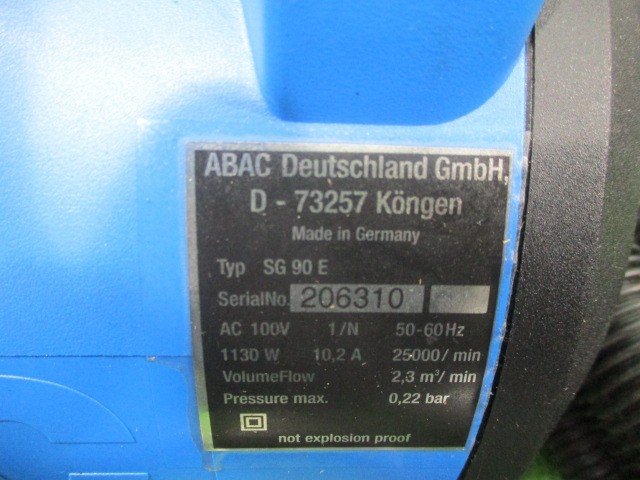 ABAC Deutschland GmbH,
D - 73257 Köngen
Made in Germany
Typ SG 90 E
SerialNo. 206310
AC 100V 1/N 50-60Hz
1130 W 10,2 A 25000/min
VolumeFlow 2,3 m³/min
Pressure max. 0,22 bar
not explosion proof